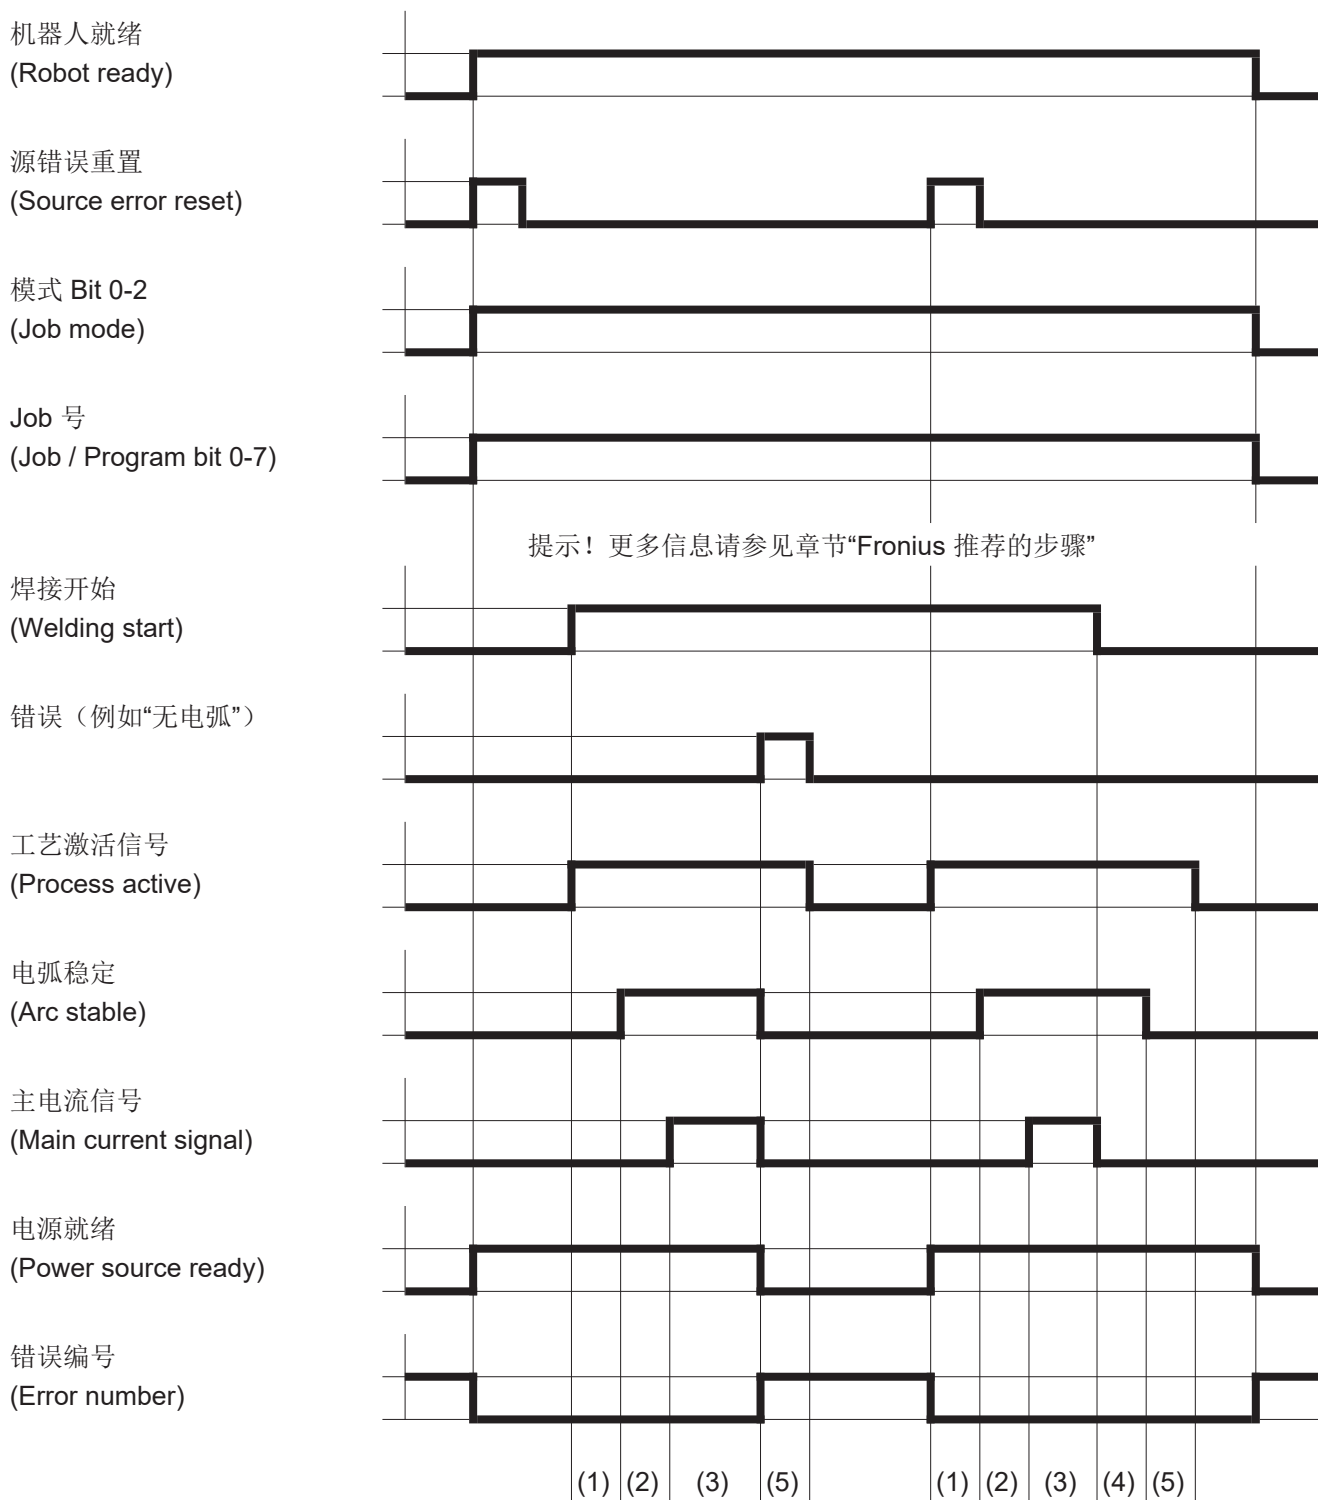 机器人就绪
(Robot ready)
源错误重置
(Source error reset)
模式 Bit 0-2
(Job mode)
Job 号
(Job / Program bit 0-7)
提示！更多信息请参见章节“Fronius 推荐的步骤”
焊接开始
(Welding start)
错误（例如“无电弧”）
工艺激活信号
(Process active)
电弧稳定
(Arc stable)
主电流信号
(Main current signal)
电源就绪
(Power source ready)
错误编号
(Error number)
(1) (2) (3) (5) (1) (2) (3) (4) (5)